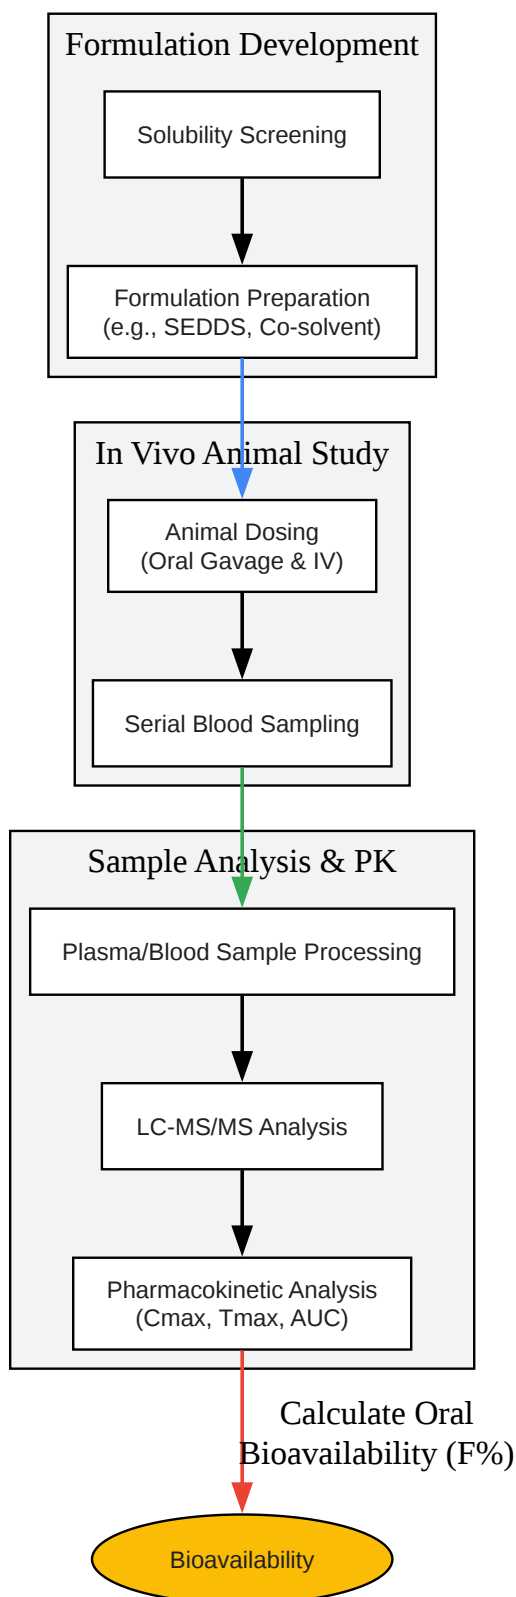 Formulation Development
Solubility Screening
Formulation Preparation
(e.g., SEDDS, Co-solvent)
In Vivo Animal Study
Animal Dosing
(Oral Gavage & IV)
Serial Blood Sampling
Sample Analysis & PK
Plasma/Blood Sample Processing
LC-MS/MS Analysis
Pharmacokinetic Analysis
(Cmax, Tmax, AUC)
Calculate Oral
Bioavailability (F%)
Bioavailability